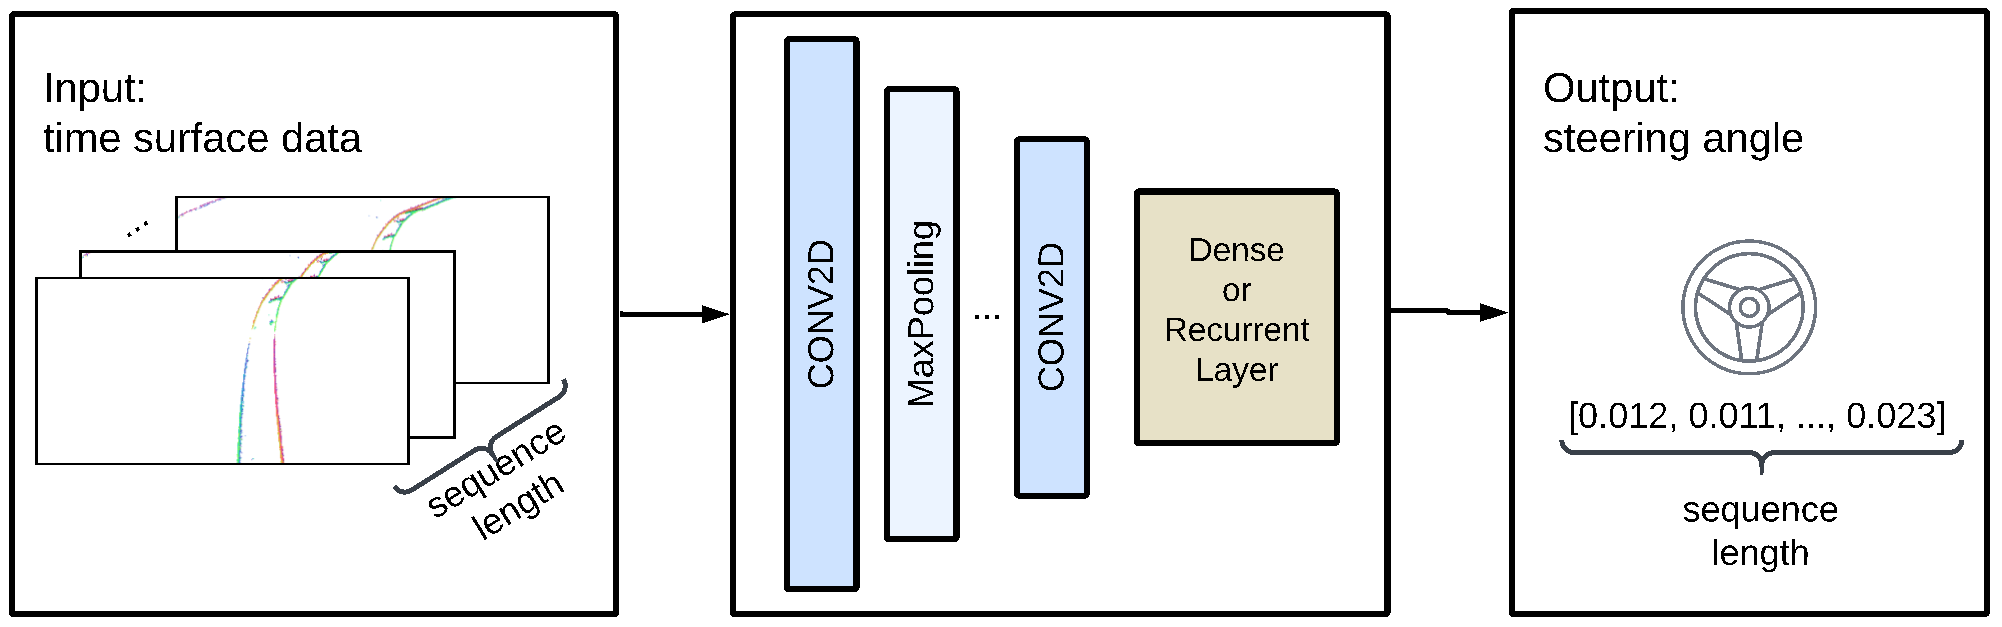 Input:
time surface data
...
sequence
length
CONV2D
MaxPooling
...
CONV2D
Dense
or
Recurrent
Layer
Output:
steering angle
[0.012, 0.011, ..., 0.023]
sequence
length